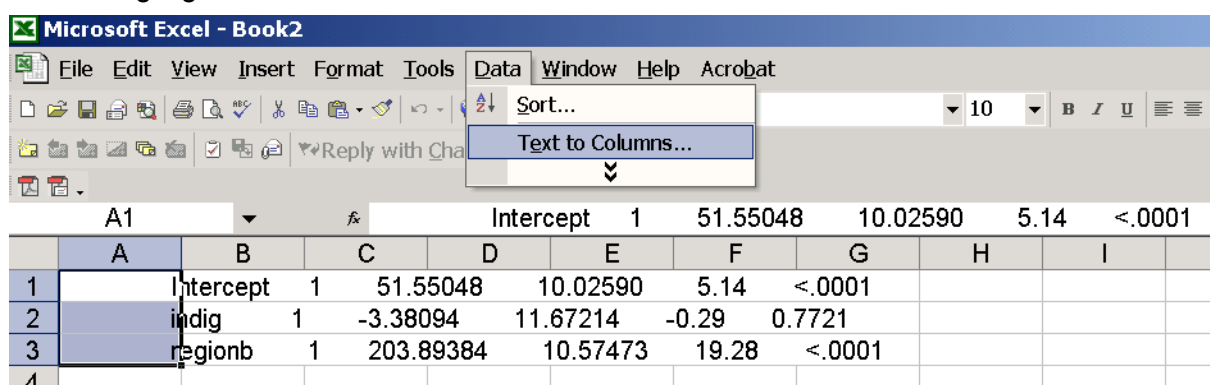 Microsoft Excel - Book2
File Edit View Insert Format Tools Data Window Help Acrobat
Sort...
10 B I U
Text to Columns...
Reply with Cha
A1 fx Intercept 1 51.55048 10.02590 5.14 <.0001
A B C D E F G H I
1 Intercept 1 51.55048 10.02590 5.14 <.0001
2 indig 1 -3.38094 11.67214 -0.29 0.7721
3 regionb 1 203.89384 10.57473 19.28 <.0001